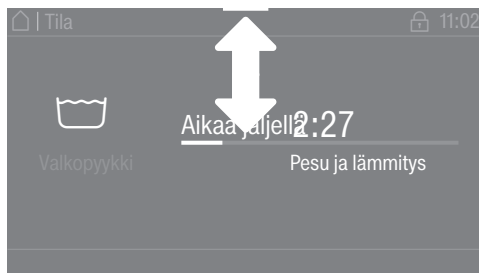 | Tila
11:02
Aikaa jäljellä 2:27
Valkopyykki
Pesu ja lämmitys